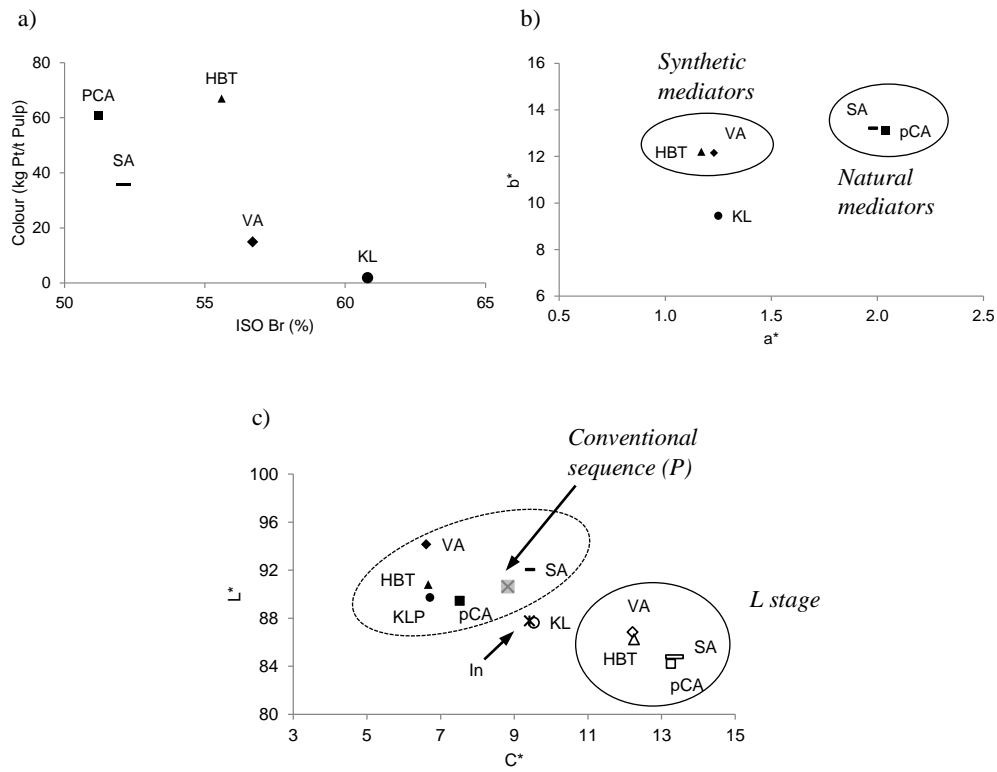 a)
80
60
40
20
0
Colour (kg Pt/t Pulp)
PCA
HBT
SA
VA
KL
50
55
60
65
ISO Br (%)
b)
16
14
12
10
8
6
b*
Synthetic
mediators
HBT
VA
KL
SA
pCA
Natural
mediators
0.5
1.0
1.5
2.0
2.5
a*
c)
Conventional
sequence (P)
100
96
92
88
84
80
L*
VA
HBT
KLP
pCA
SA
In
KL
L stage
VA
HBT
SA
pCA
3
5
7
9
11
13
15
C*